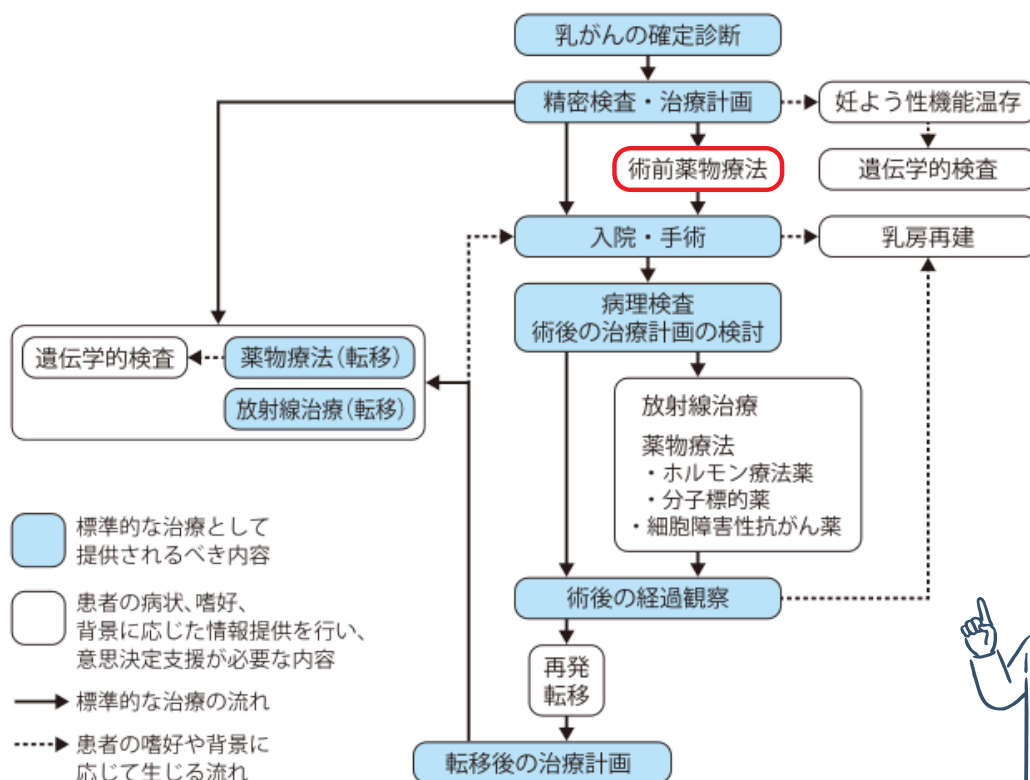 乳がんの確定診断
精密検査・治療計画
妊よう性機能温存
術前薬物療法
遺伝学的検査
入院・手術
乳房再建
病理検査
術後の治療計画の検討
遺伝学的検査
薬物療法(転移)
放射線治療(転移)
放射線治療
薬物療法
・ホルモン療法薬
・分子標的薬
・細胞障害性抗がん薬
術後の経過観察
再発
転移
転移後の治療計画
標準的な治療として
提供されるべき内容
患者の病状、嗜好、
背景に応じた情報提供を行い、
意思決定支援が必要な内容
標準的な治療の流れ
患者の嗜好や背景に
応じて生じる流れ